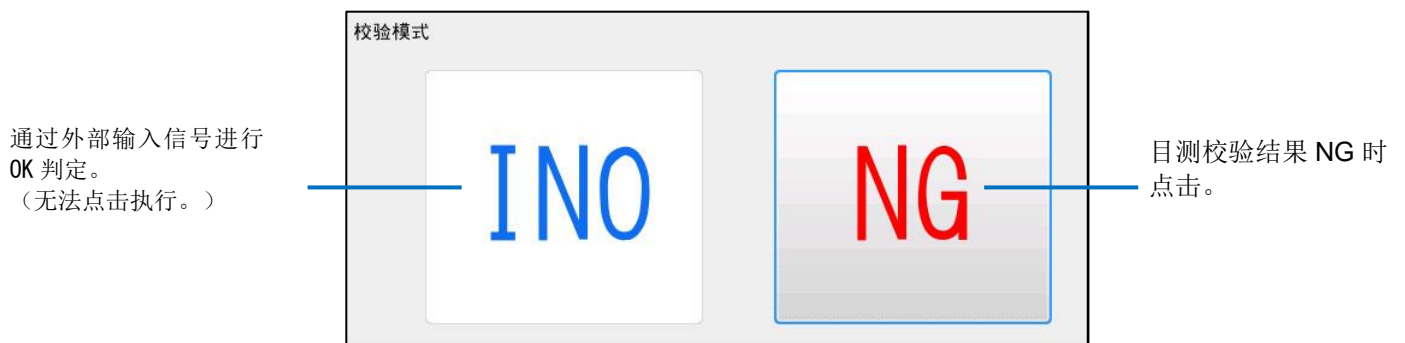 校验模式
通过外部输入信号进行
OK 判定。
（无法点击执行。）
INO
NG
目测校验结果 NG 时
点击。